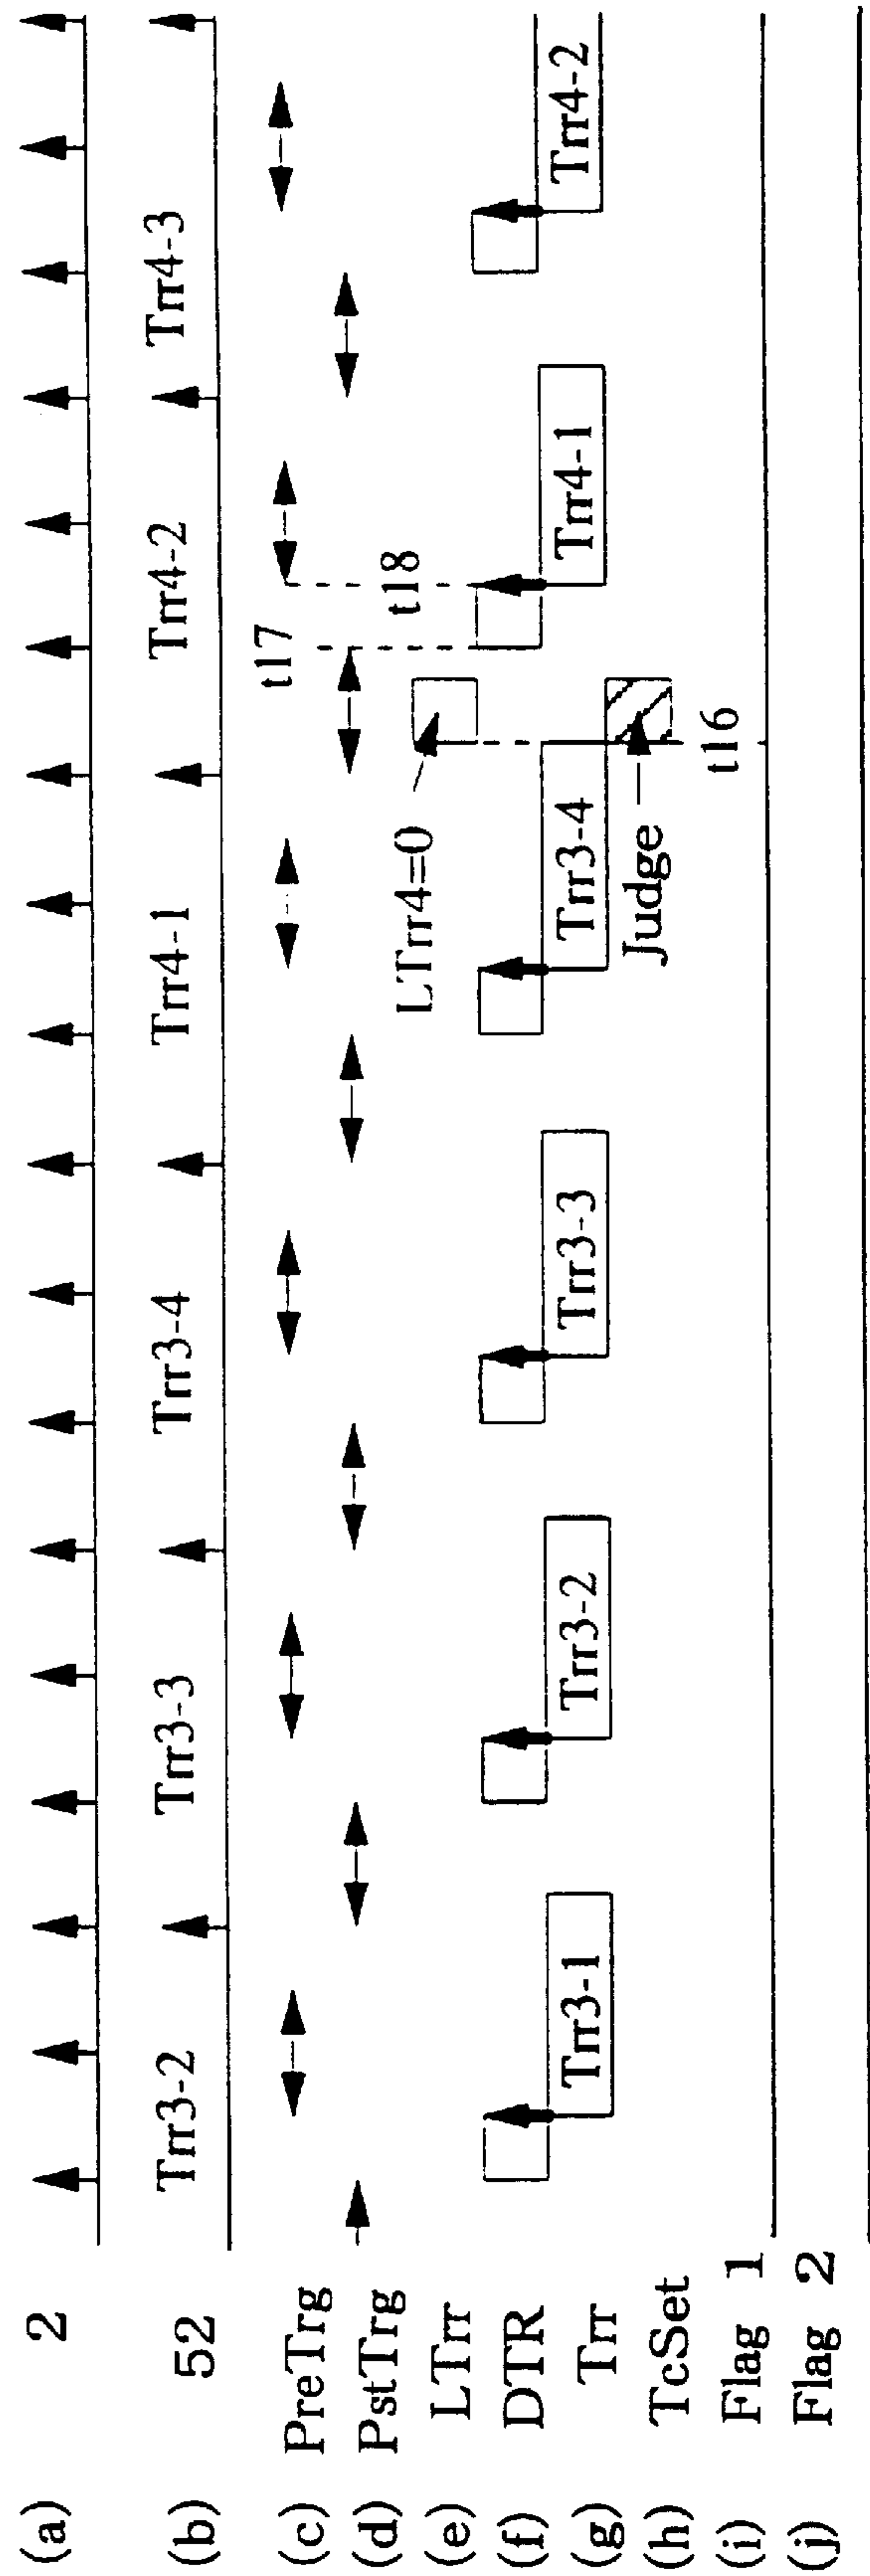 (a) 2
(b) 52 Trr3-2 Trr3-3 Trr3-4 Trr4-1 Trr4-2 Trr4-3
(c) PreTrg t17
(d) PstTrg t18
(e) LTrr LTrr4=0
(f) DTR
(g) Trr Trr3-1 Trr3-2 Trr3-3 Trr3-4 Trr4-1 Trr4-2
(h) TcSet Judge
(i) Flag 1 t16
(j) Flag 2